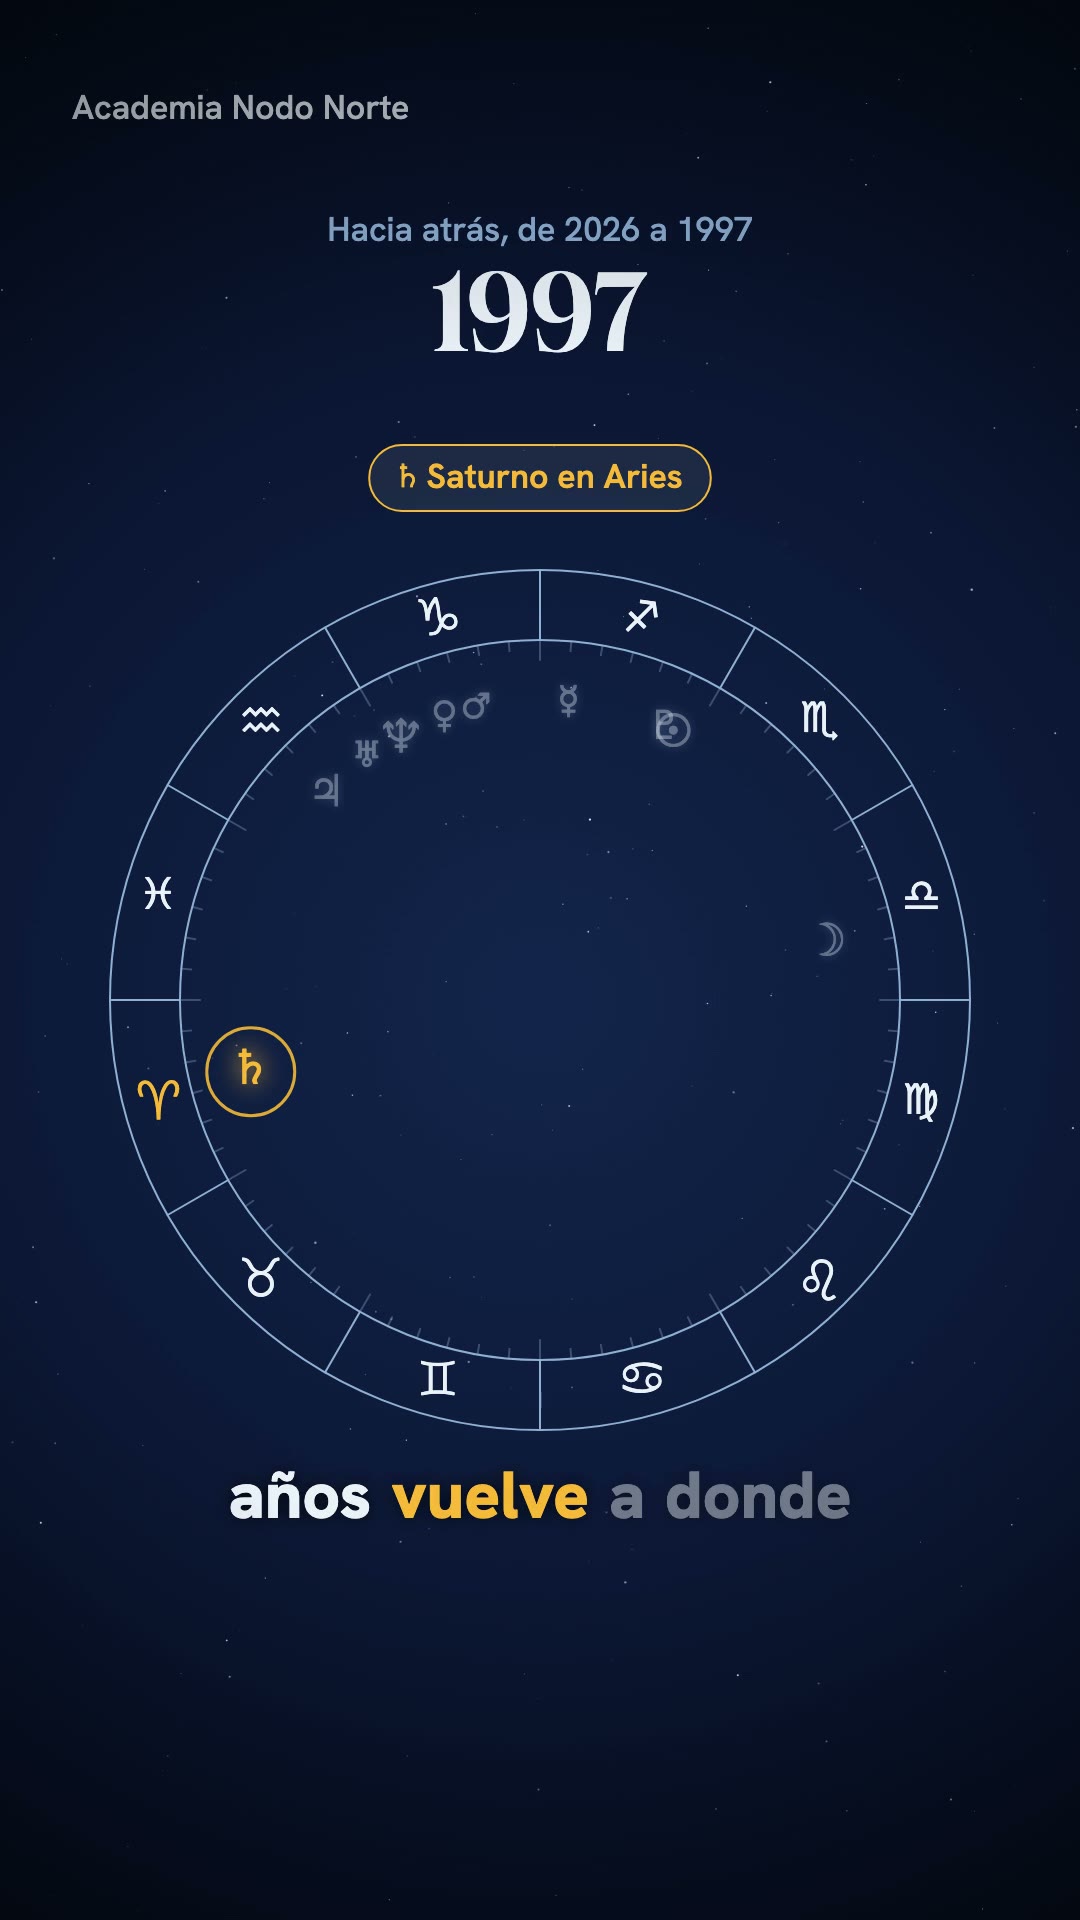 Academia Nodo Norte
Hacia atrás, de 2026 a 1997
1997
♄ Saturno en Aries
años vuelve a donde